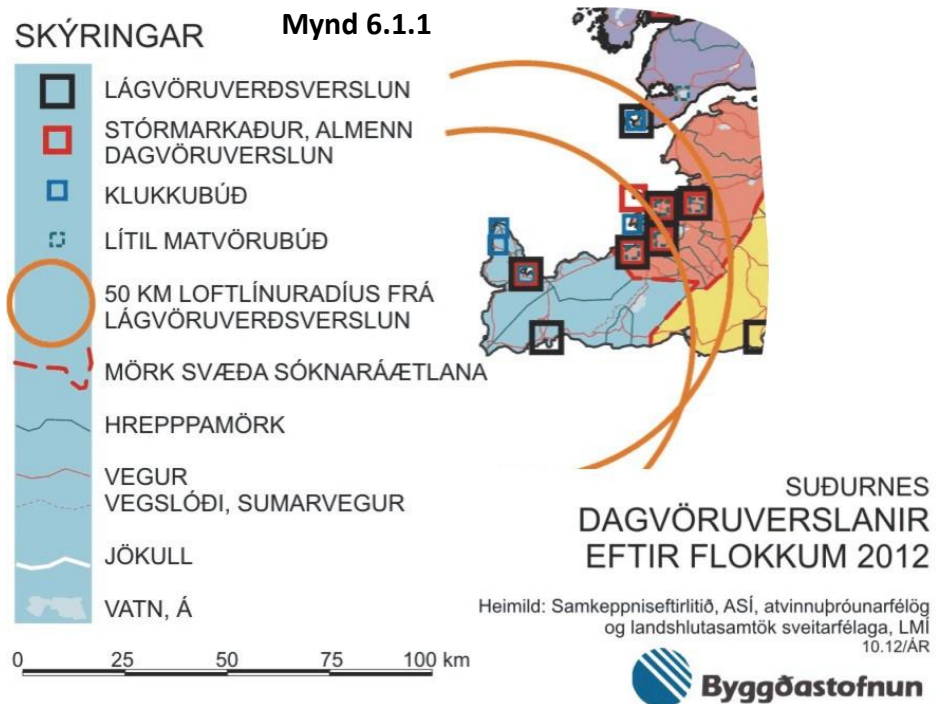 Mynd 6.1.1
SKÝRINGAR
LÁGVÖRUVERÐSVERSLUN
STÓRMARKAÐUR, ALMENN
DAGVÖRUVERSLUN
KLUKKUBÚÐ
LÍTIL MATVÖRUBÚÐ
50 KM LOFTLÍNURADÍUS FRÁ
LÁGVÖRUVERÐSVERSLUN
MÖRK SVÆÐA SÓKNARÁÆTLANA
HREPPPAMÖRK
VEGUR
VEGSLÓÐI, SUMARVEGUR
JÖKULL
VATN, Á
0 25 50 75 100 km
SUÐURNES
DAGVÖRUVERSLANIR
EFTIR FLOKKUM 2012
Heimild: Samkeppniseftirlitið, ASÍ, atvinnuþróunarfélög
og landshlutasamtök sveitarfélaga, LMÍ
10.12/ÁR
Byggðastofnun